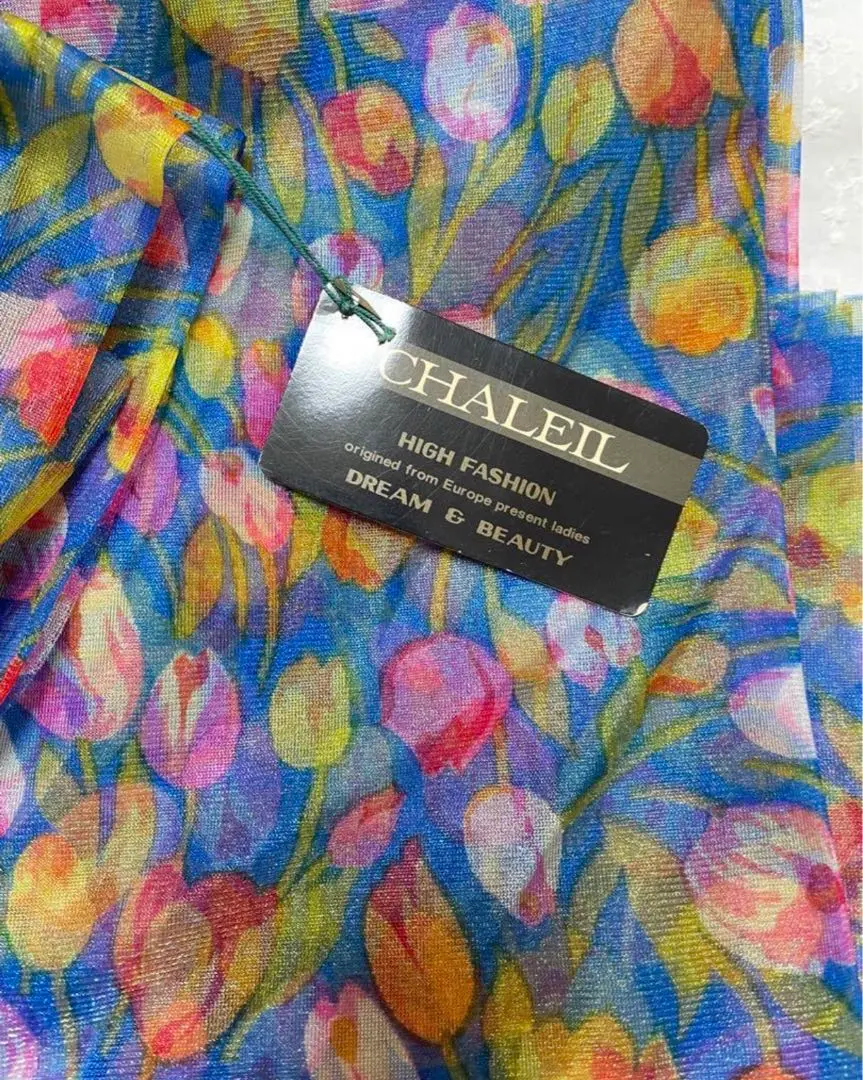 CHALEIL
HIGH FASHION
origined from Europe present ladies
DREAM & BEAUTY